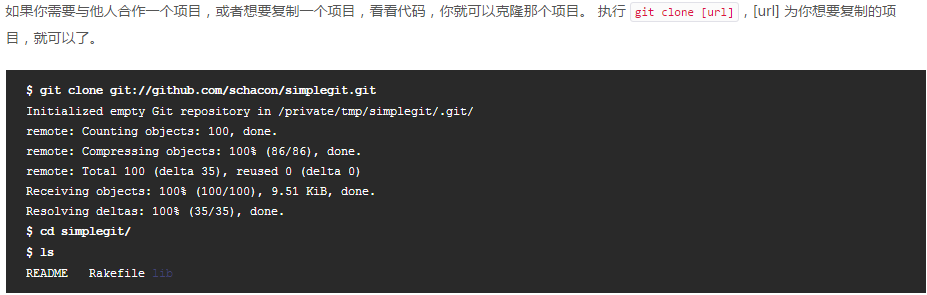 如果你需要与他人合作一个项目，或者想要复制一个项目，看看代码，你就可以克隆那个项目。 执行 git clone [url]，[url] 为你想要复制的项
目，就可以了。
$ git clone git://github.com/schacon/simplegit.git
Initialized empty Git repository in /private/tmp/simplegit/.git/
remote: Counting objects: 100, done.
remote: Compressing objects: 100% (86/86), done.
remote: Total 100 (delta 35), reused 0 (delta 0)
Receiving objects: 100% (100/100), 9.51 KiB, done.
Resolving deltas: 100% (35/35), done.
$ cd simplegit/
$ ls
README   Rakefile lib